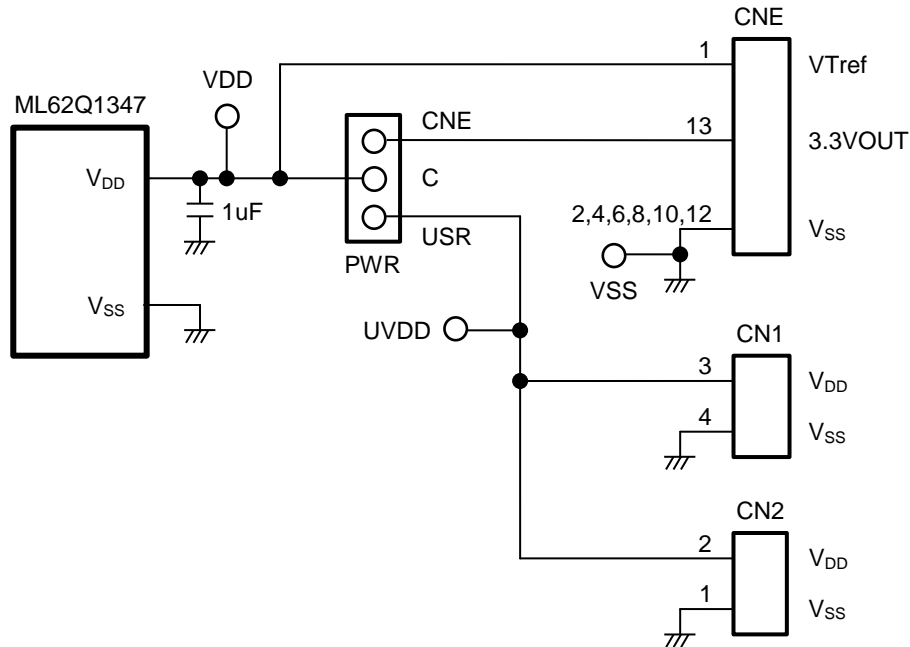 CNE
1
VTref
VDD
ML62Q1347
CNE
13
3.3VOUT
VDD
C
1uF
2,4,6,8,10,12
VSS
USR
PWR
VSS
VSS
UVDD
CN1
3
VDD
4
VSS
CN2
2
VDD
1
VSS